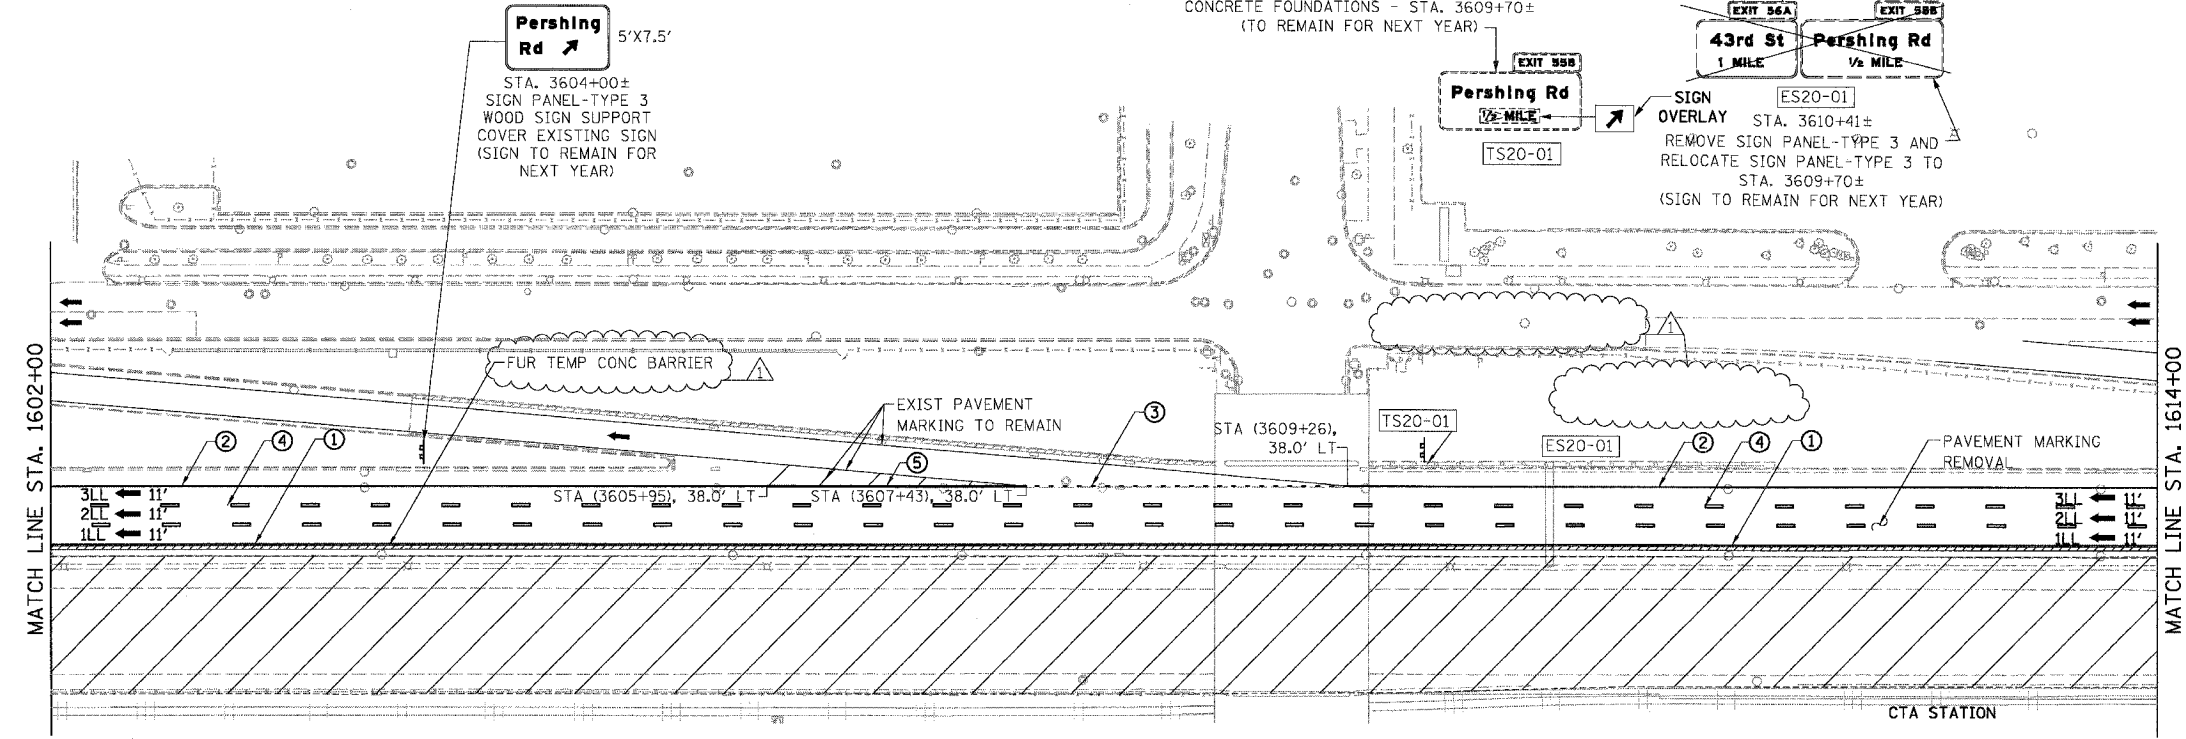 Pershing
Rd
5'X7.5'
STA. 3604+00±
SIGN PANEL-TYPE 3
WOOD SIGN SUPPORT
COVER EXISTING SIGN
(SIGN TO REMAIN FOR
NEXT YEAR)
CONCRETE FOUNDATIONS - STA. 3609+70±
(TO REMAIN FOR NEXT YEAR)
EXIT 55B
Pershing Rd
½ MILE
TS20-01
SIGN
OVERLAY
EXIT 56A
43rd St
1 MILE
Pershing Rd
½ MILE
ES20-01
STA. 3610+41±
REMOVE SIGN PANEL-TYPE 3 AND
RELOCATE SIGN PANEL-TYPE 3 TO
STA. 3609+70±
(SIGN TO REMAIN FOR NEXT YEAR)
MATCH LINE STA. 1602+00
FUR TEMP CONC BARRIER
1
1
EXIST PAVEMENT
MARKING TO REMAIN
2
4
1
5
3
STA (3609+26),
38.0' LT
TS20-01
ES20-01
2
4
1
PAVEMENT MARKING
REMOVAL
STA (3605+95), 38.0' LT
STA (3607+43), 38.0' LT
3LL 11'
2LL 11'
1LL 11'
3LL 11'
2LL 11'
1LL 11'
CTA STATION
MATCH LINE STA. 1614+00